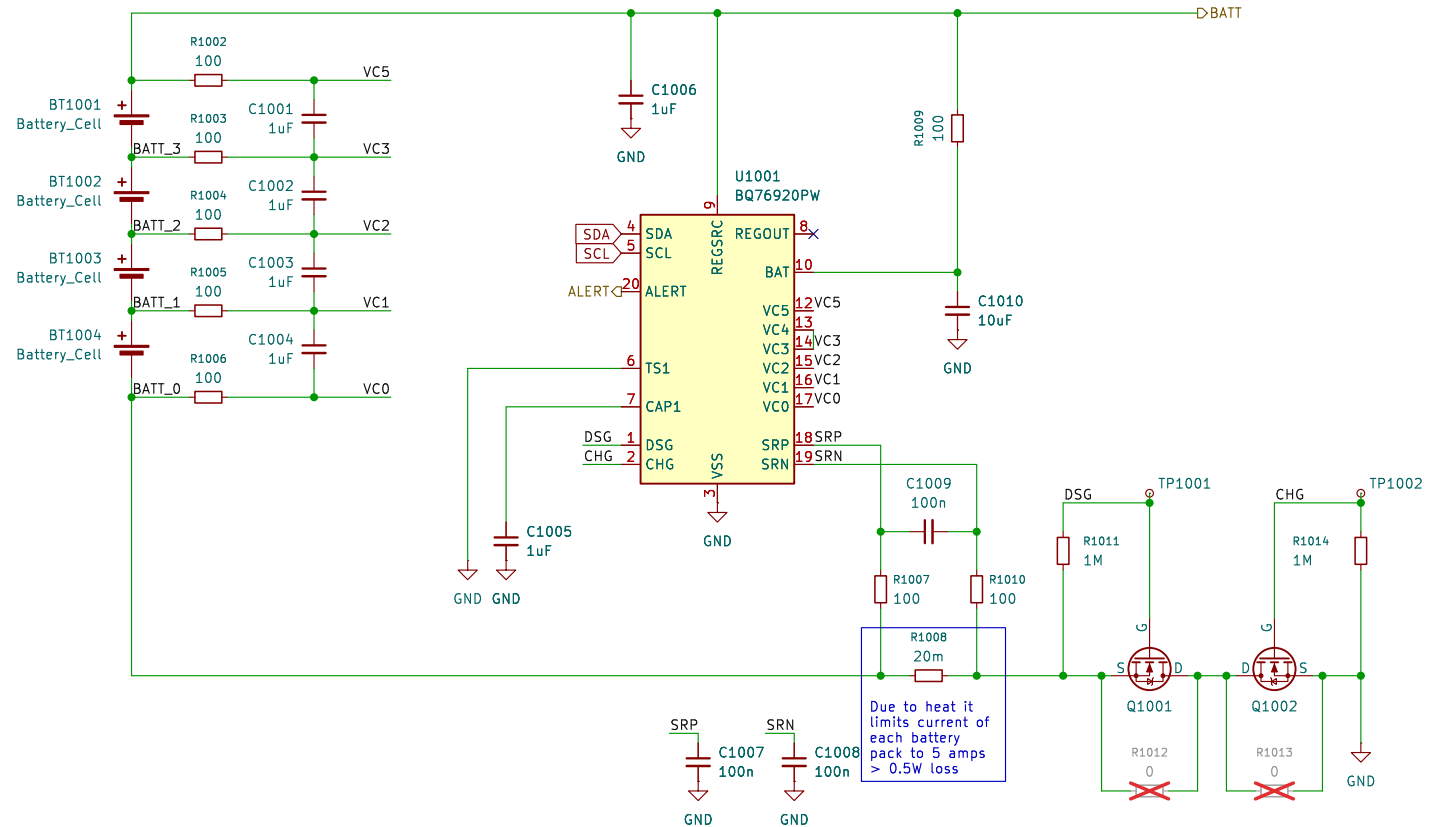 BATT
R1002
100
VC5
BT1001
Battery_Cell
+
C1001
1uF
R1003
100
BATT_3
VC3
BT1002
Battery_Cell
+
C1002
1uF
R1004
100
BATT_2
VC2
BT1003
Battery_Cell
+
C1003
1uF
R1005
100
BATT_1
VC1
BT1004
Battery_Cell
+
C1004
1uF
R1006
100
BATT_0
VC0
C1006
1uF
GND
R1009
100
U1001
BQ76920PW
9
REGSRC
SDA
4
SDA
SCL
5
SCL
ALERT
20
ALERT
6
TS1
7
CAP1
DSG
1
DSG
CHG
2
CHG
REGOUT
8
BAT
10
VC5
12
VC5
VC4
13
VC3
14
VC3
VC2
15
VC2
VC1
16
VC1
VC0
17
VC0
SRP
18
SRP
SRN
19
SRN
VSS
3
GND
C1010
10uF
GND
C1005
1uF
GND
GND
C1009
100n
R1007
100
R1010
100
R1008
20m
Due to heat it
limits current of
each battery
pack to 5 amps
> 0.5W loss
SRP
C1007
100n
GND
SRN
C1008
100n
GND
DSG
TP1001
R1011
1M
G
S
D
Q1001
R1012
0
CHG
TP1002
R1014
1M
G
D
S
Q1002
R1013
0
GND